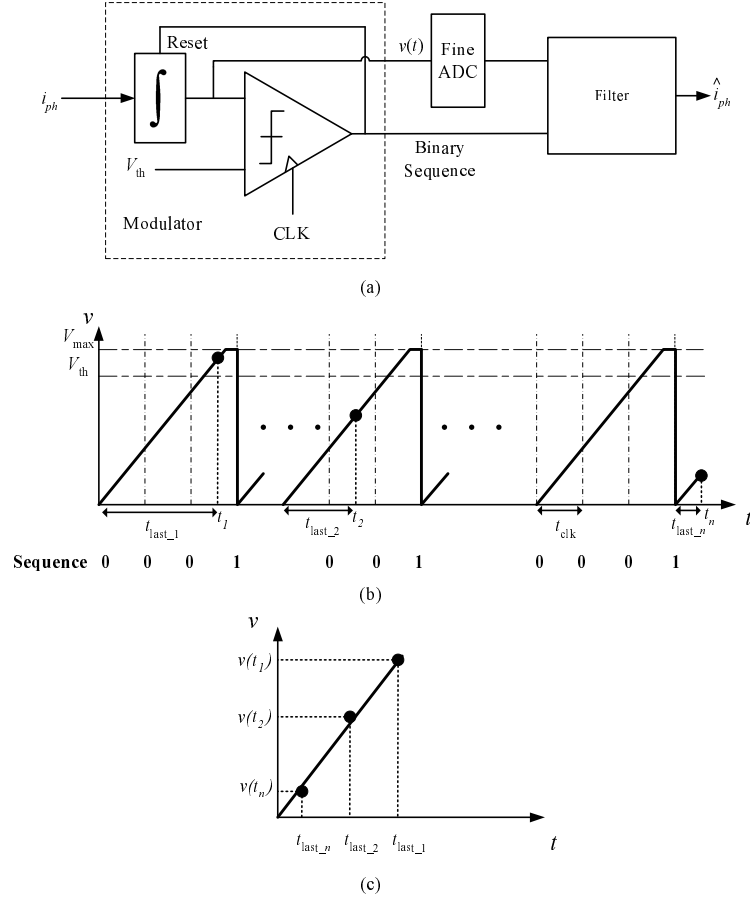 Reset
v(t)
Fine
ADC
i_ph
∫
Filter
î_ph
V_th
Binary
Sequence
Modulator
CLK
(a)
v
V_max
V_th
t_last_1
t_1
t_last_2
t_2
t_clk
t_last_n
t_n
t
Sequence 0 0 0 1 0 0 1 0 0 0 1
(b)
v
v(t_1)
v(t_2)
v(t_n)
t_last_n t_last_2 t_last_1
t
(c)